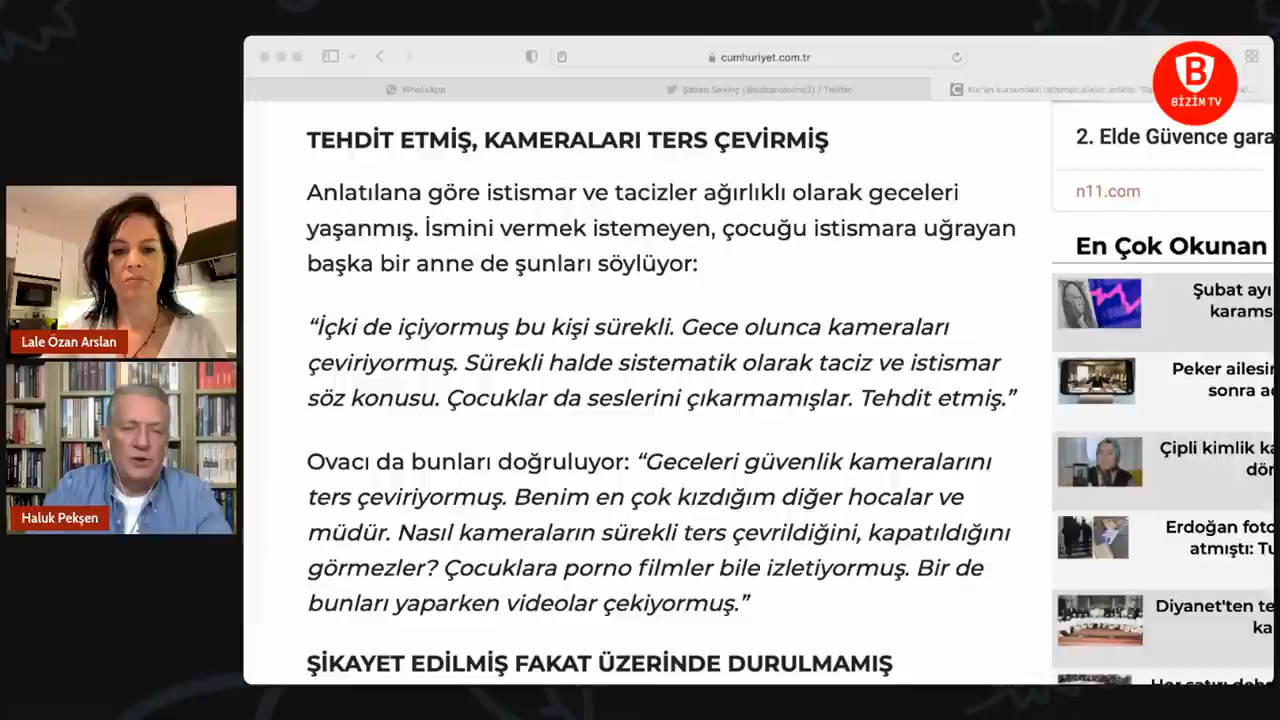 cumhuriyet.com.tr
WhatsApp
Şaban Sevinç (@sabansevinc2) / Twitter
Kur'an kursundaki istismarı aileler anlattı:
B
BİZİM TV
TEHDİT ETMİŞ, KAMERALARI TERS ÇEVİRMİŞ
Anlatılana göre istismar ve tacizler ağırlıklı olarak geceleri
yaşanmış. İsmini vermek istemeyen, çocuğu istismara uğrayan
başka bir anne de şunları söylüyor:
“İçki de içiyormuş bu kişi sürekli. Gece olunca kameraları
çeviriyormuş. Sürekli halde sistematik olarak taciz ve istismar
söz konusu. Çocuklar da seslerini çıkarmamışlar. Tehdit etmiş.”
Ovacı da bunları doğruluyor: “Geceleri güvenlik kameralarını
ters çeviriyormuş. Benim en çok kızdığım diğer hocalar ve
müdür. Nasıl kameraların sürekli ters çevrildiğini, kapatıldığını
görmezler? Çocuklara porno filmler bile izletiyormuş. Bir de
bunları yaparken videolar çekiyormuş.”
ŞİKAYET EDİLMİŞ FAKAT ÜZERİNDE DURULMAMIŞ
2. Elde Güvence gara
n11.com
En Çok Okunan
Şubat ayı
karams
Peker ailesin
sonra a
Çipli kimlik ka
dön
Erdoğan foto
atmıştı: Tu
Diyanet'ten te
ka
Lale Özan Arslan
Haluk Pekşen